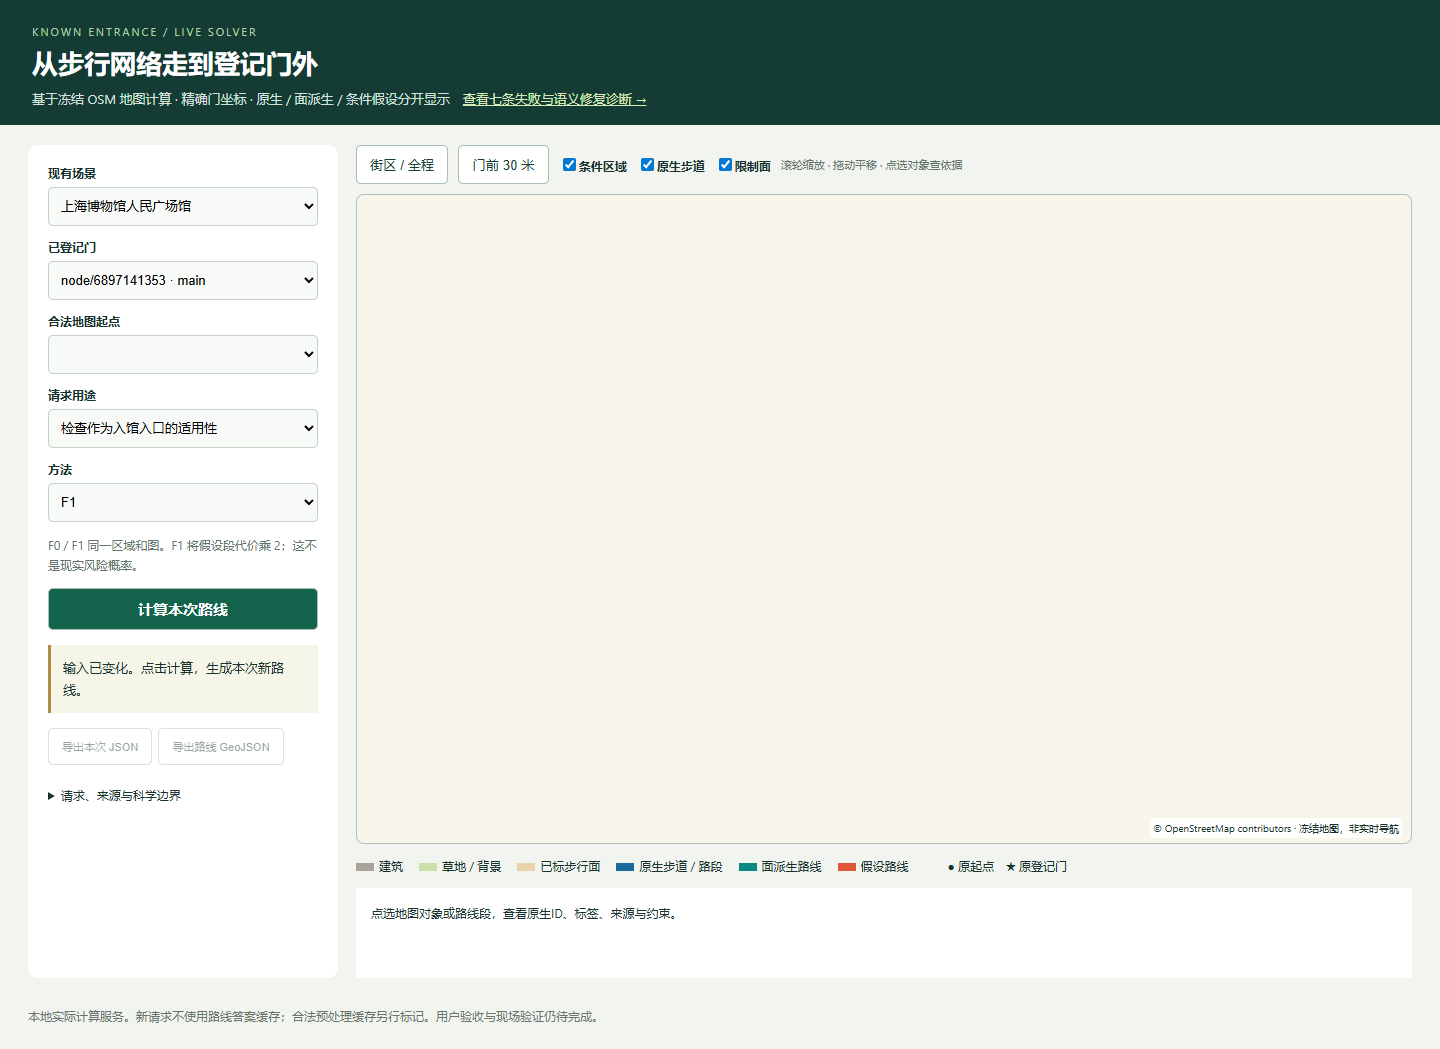 KNOWN ENTRANCE / LIVE SOLVER
从步行网络走到登记门外
基于冻结 OSM 地图计算 · 精确门坐标 · 原生 / 面派生 / 条件假设分开显示 查看七条失败与语义修复诊断 →
现有场景
上海博物馆人民广场馆
已登记门
node/6897141353 · main
合法地图起点
请求用途
检查作为入馆入口的适用性
方法
F1
F0 / F1 同一区域和图。F1 将假设段代价乘 2；这不
是现实风险概率。
计算本次路线
输入已变化。点击计算，生成本次新路
线。
导出本次 JSON 导出路线 GeoJSON
请求、来源与科学边界
街区 / 全程 门前 30 米 条件区域 原生步道 限制面 滚轮缩放 · 拖动平移 · 点选对象查依据
© OpenStreetMap contributors · 冻结地图，非实时导航
建筑 草地 / 背景 已标步行面 原生步道 / 路段 面派生路线 假设路线 ● 原起点 ★ 原登记门
点选地图对象或路线段，查看原生ID、标签、来源与约束。
本地实际计算服务。新请求不使用路线答案缓存；合法预处理缓存另行标记。用户验收与现场验证仍待完成。